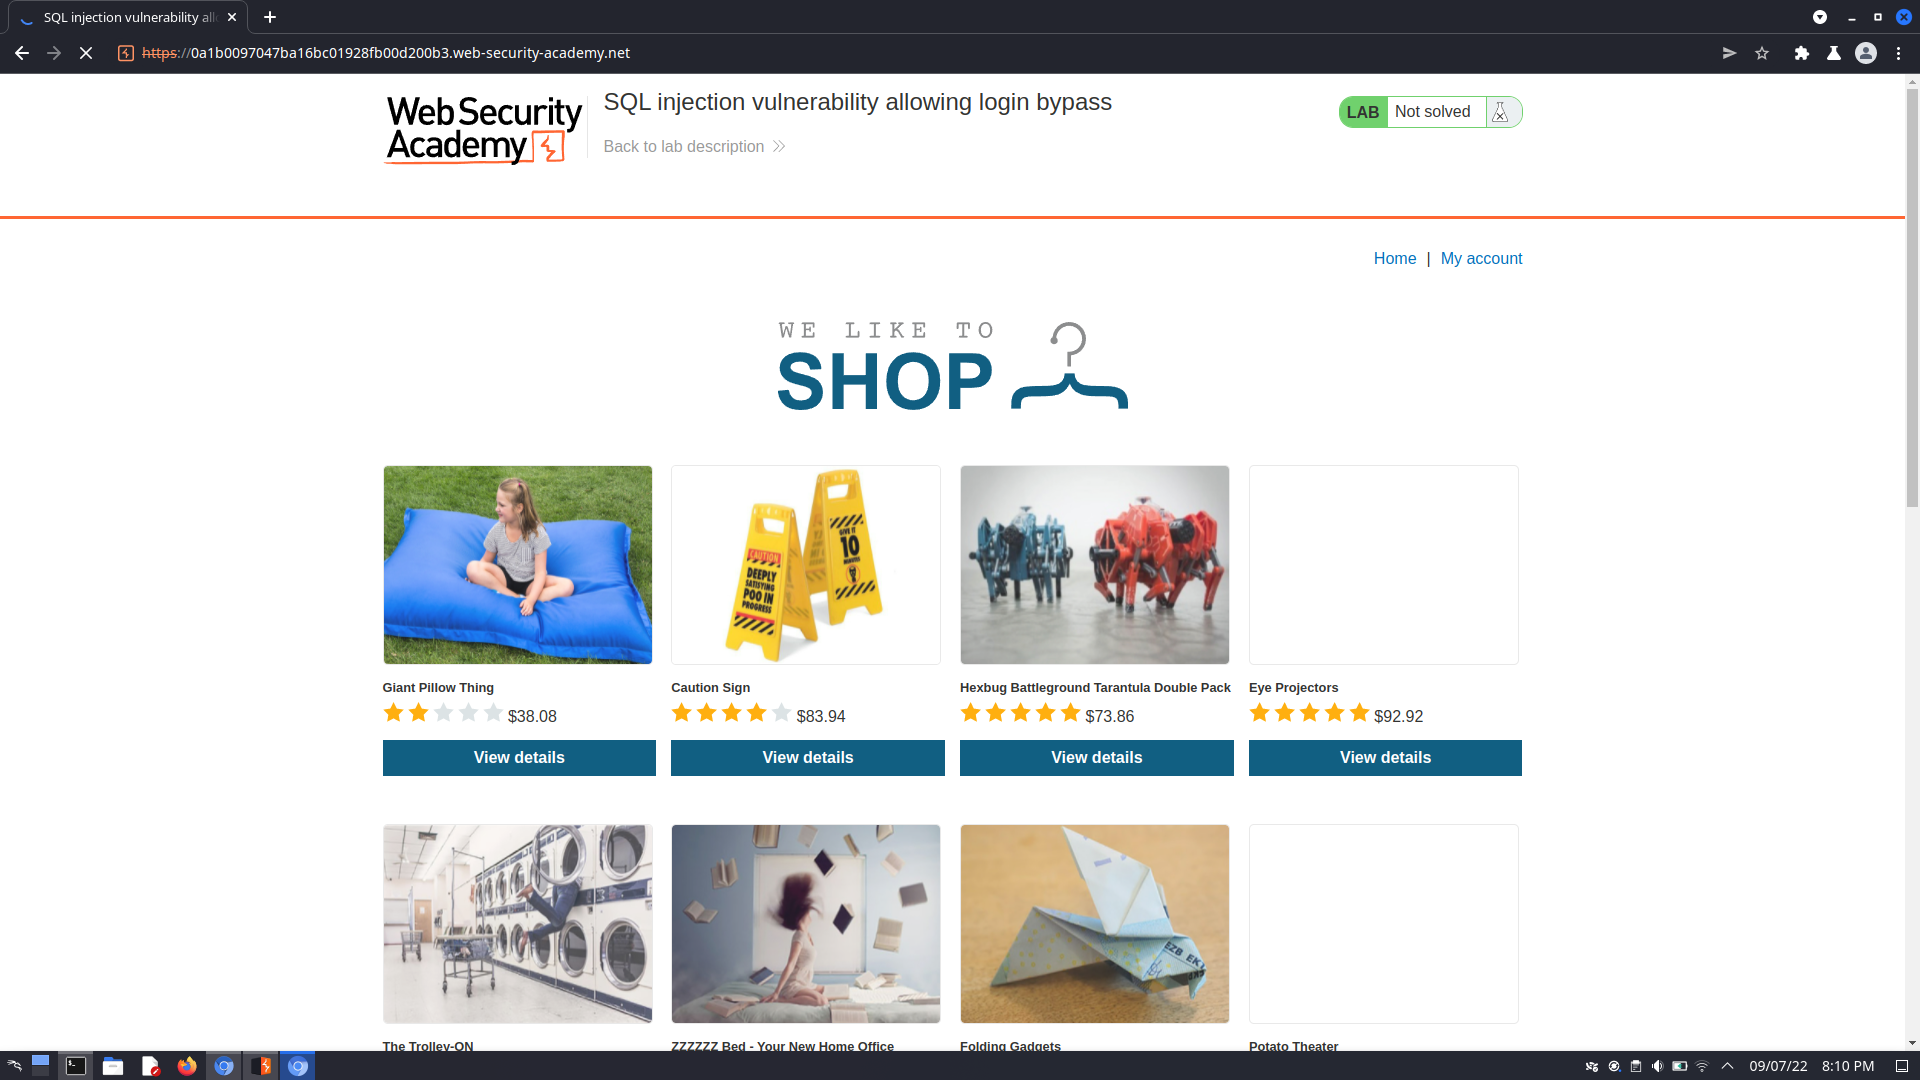 SQL injection vulnerability all
https://0a1b0097047ba16bc01928fb00d200b3.web-security-academy.net
Web Security
Academy
SQL injection vulnerability allowing login bypass
Back to lab description
LAB Not solved
Home | My account
WE LIKE TO
SHOP
CAUTION
DEEPLY
SATISFYING
POO IN
PROGRESS
GIVE IT
10
MINUTES
Giant Pillow Thing
$38.08
View details
Caution Sign
$83.94
View details
Hexbug Battleground Tarantula Double Pack
$73.86
View details
Eye Projectors
$92.92
View details
The Trolley-ON
ZZZZZZ Bed - Your New Home Office
Folding Gadgets
Potato Theater
09/07/22 8:10 PM